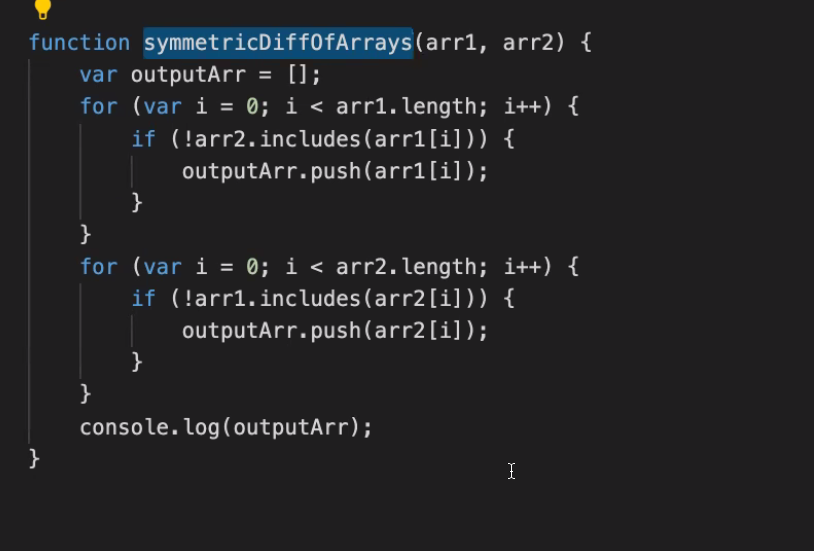 function symmetricDiffOfArrays(arr1, arr2) {
    var outputArr = [];
    for (var i = 0; i < arr1.length; i++) {
        if (!arr2.includes(arr1[i])) {
            outputArr.push(arr1[i]);
        }
    }
    for (var i = 0; i < arr2.length; i++) {
        if (!arr1.includes(arr2[i])) {
            outputArr.push(arr2[i]);
        }
    }
    console.log(outputArr);
}